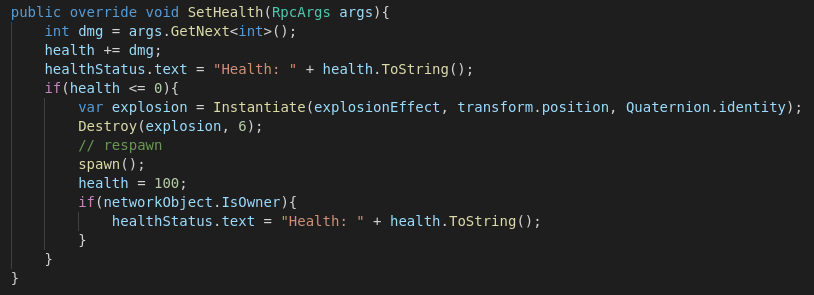 public override void SetHealth(RpcArgs args){
    int dmg = args.GetNext<int>();
    health += dmg;
    healthStatus.text = "Health: " + health.ToString();
    if(health <= 0){
        var explosion = Instantiate(explosionEffect, transform.position, Quaternion.identity);
        Destroy(explosion, 6);
        // respawn
        spawn();
        health = 100;
        if(networkObject.IsOwner){
            healthStatus.text = "Health: " + health.ToString();
        }
    }
}